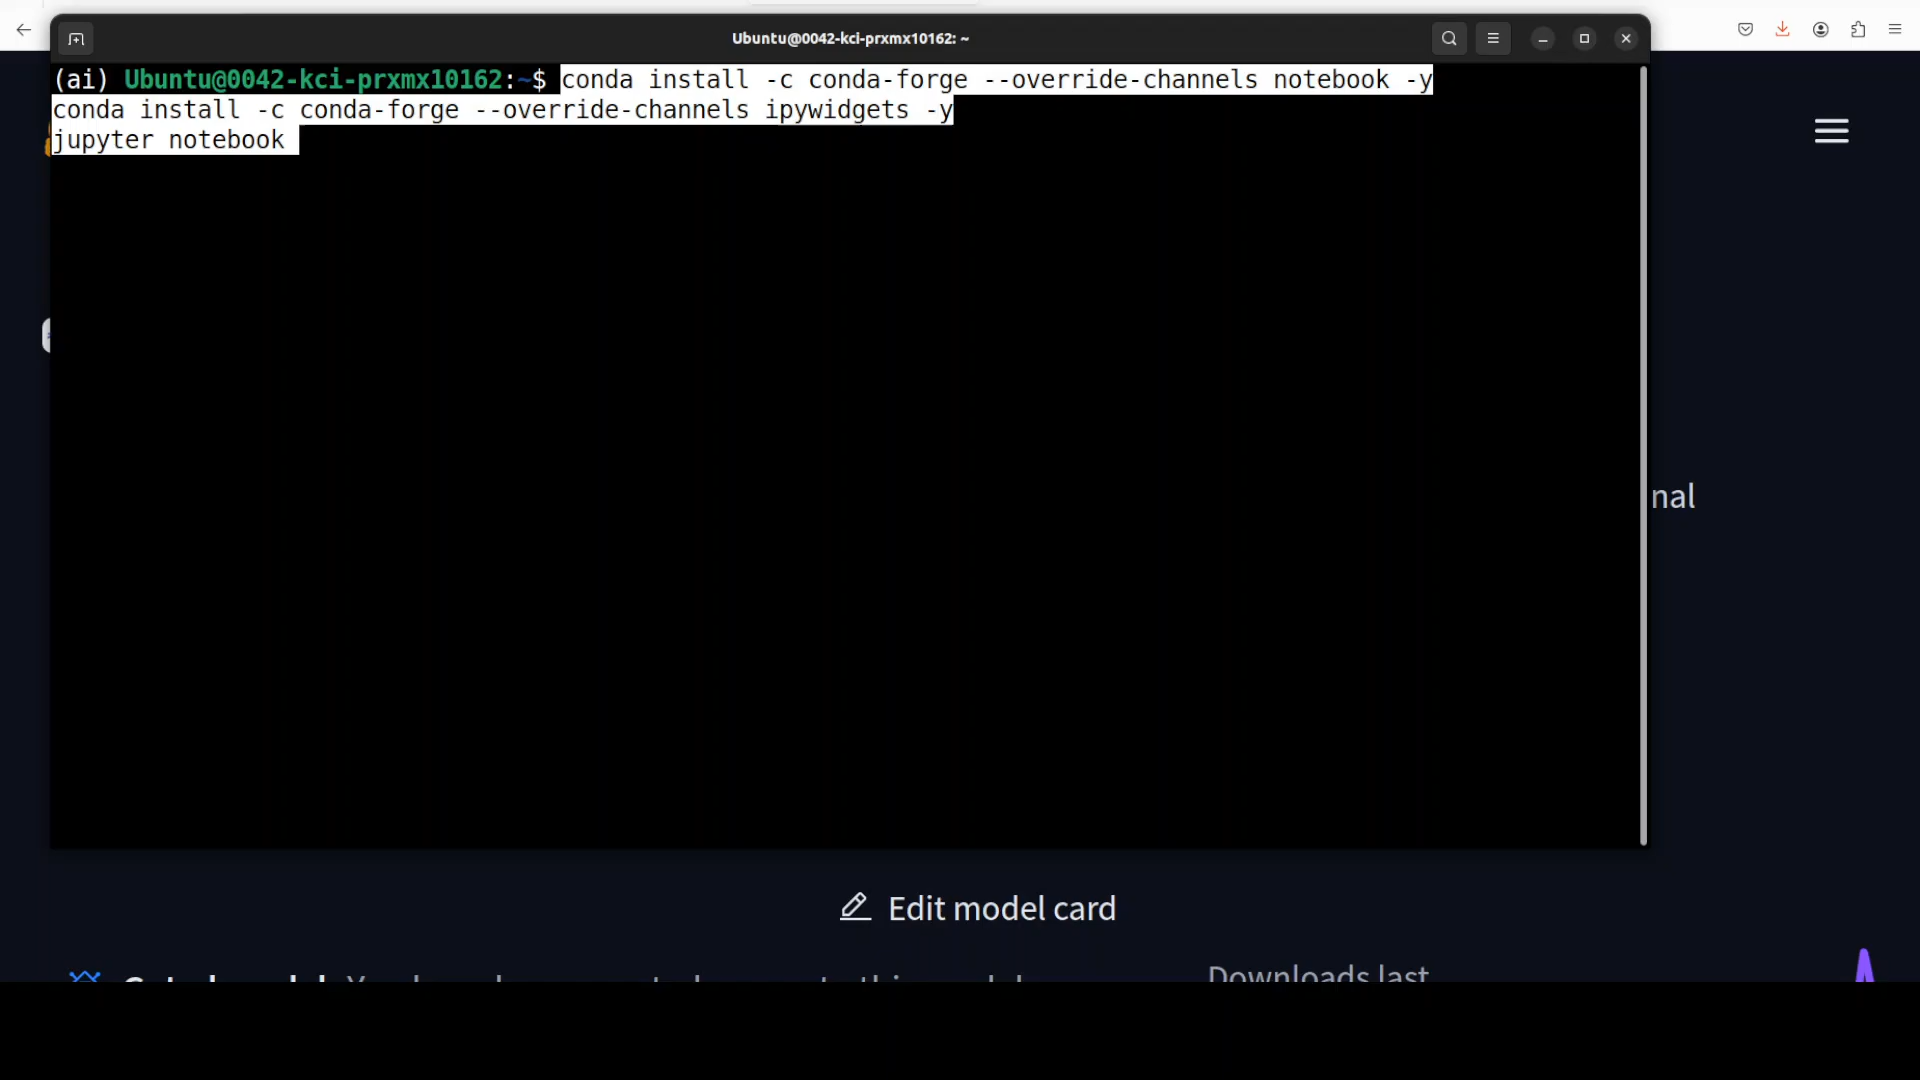 Ubuntu@0042-kci-prxmx10162: ~
(ai) Ubuntu@0042-kci-prxmx10162:~$ conda install -c conda-forge --override-channels notebook -y
conda install -c conda-forge --override-channels ipywidgets -y
jupyter notebook
nal
Edit model card
Downloads last